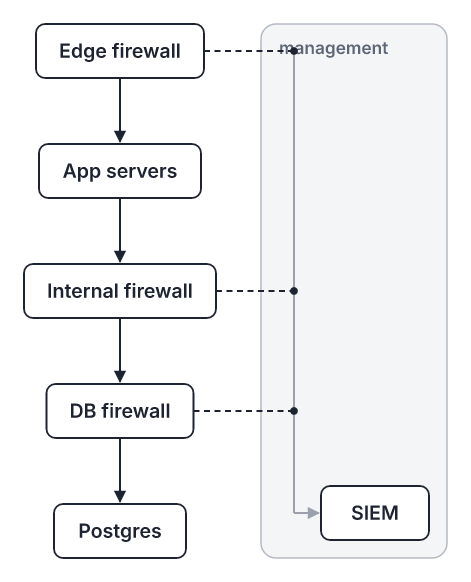 Edge firewall
management
App servers
Internal firewall
DB firewall
SIEM
Postgres